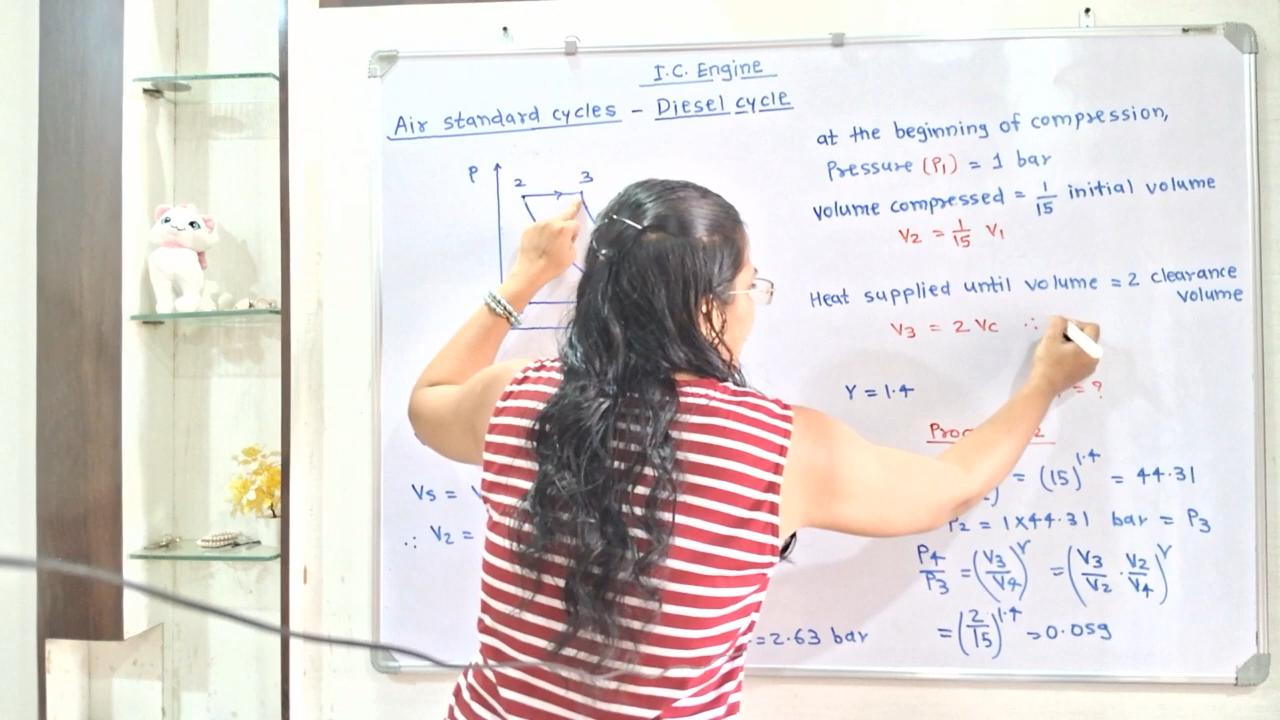 I.C. Engine
Air standard cycles - Diesel cycle
P
2 3
Vs =
∴ V2 =
= 2.63 bar
at the beginning of compression,
Pressure (P1) = 1 bar
volume compressed = 1/15 initial volume
V2 = 1/15 V1
Heat supplied until volume = 2 clearance
volume
V3 = 2 Vc ∴
γ = 1.4
= ?
2
= (15)^1.4 = 44.31
P2 = 1 x 44.31 bar = P3
P4/P3 = (V3/V4)^γ = (V3/V2 . V2/V4)^γ
= (2/15)^1.4 = 0.059